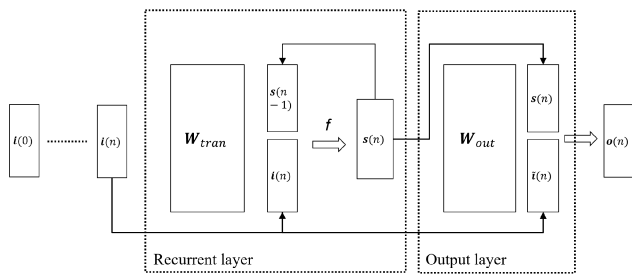 i(0)
i(n)
W_tran
s(n
− 1)
i(n)
f
s(n)
W_out
s(n)
ĩ(n)
o(n)
Recurrent layer
Output layer